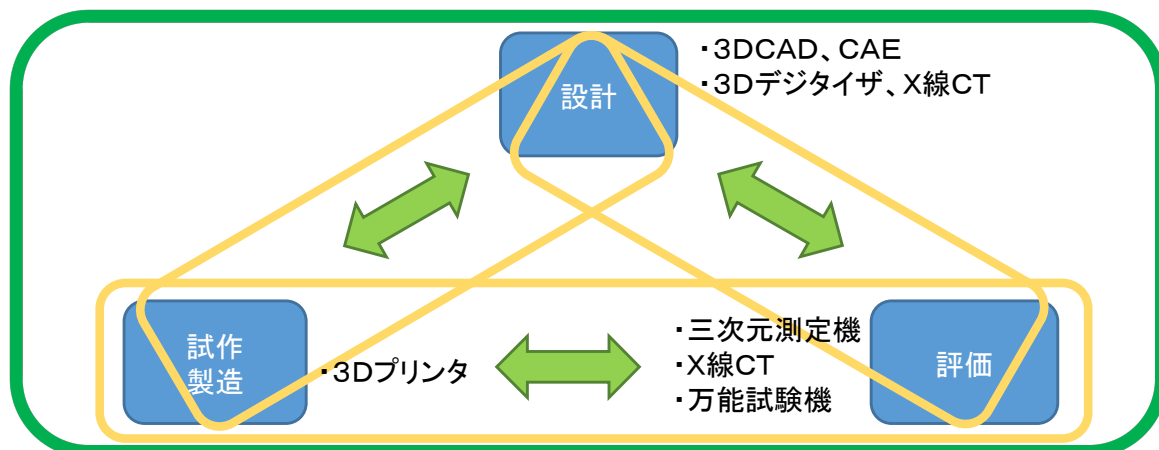 ・3DCAD、CAE
・3Dデジタイザ、X線CT
設計
試作
製造
・3Dプリンタ
・三次元測定機
・X線CT
・万能試験機
評価